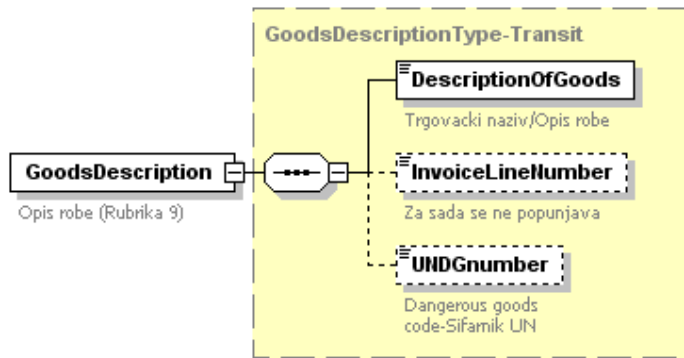 GoodsDescriptionType-Transit
DescriptionOfGoods
Trgovacki naziv/Opis robe
GoodsDescription
Opis robe (Rubrika 9)
InvoiceLineNumber
Za sada se ne popunjava
UNDGnumber
Dangerous goods
code-Sifarnik UN